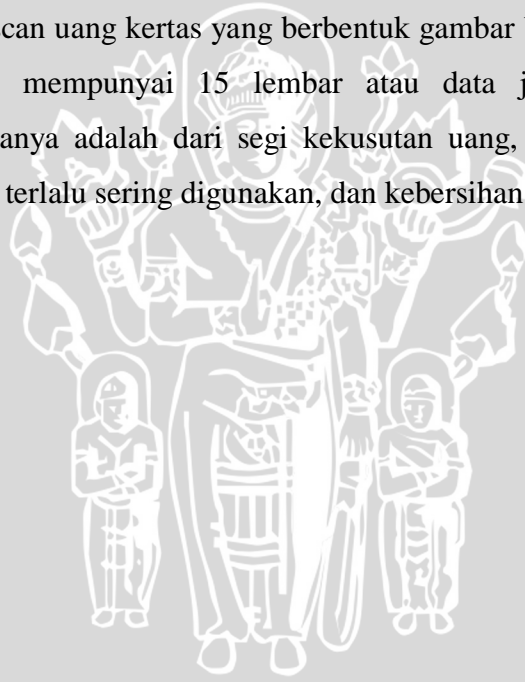 scan uang kertas yang berbentuk gambar
mempunyai 15 lembar atau data
anya adalah dari segi kekusutan uang,
terlalu sering digunakan, dan kebersihan